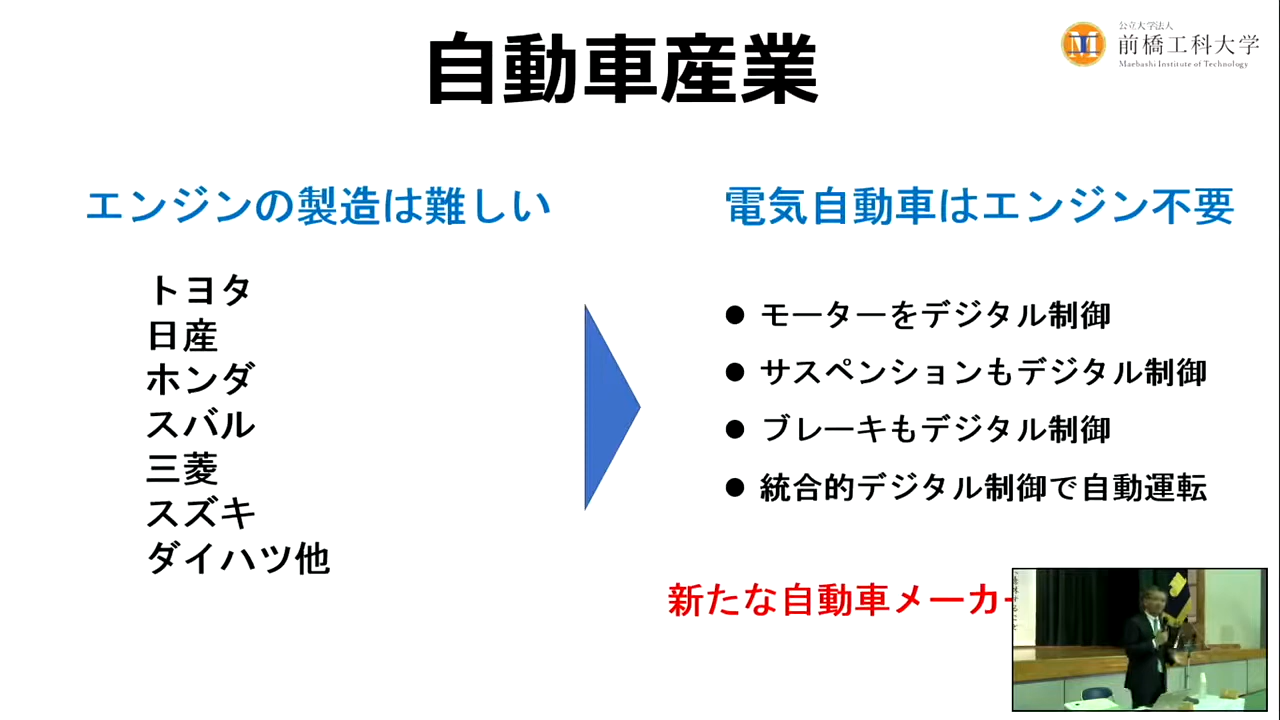 自動車産業
公立大学法人
前橋工科大学
Maebashi Institute of Technology
エンジンの製造は難しい
トヨタ
日産
ホンダ
スバル
三菱
スズキ
ダイハツ他
電気自動車はエンジン不要
● モーターをデジタル制御
● サスペンションもデジタル制御
● ブレーキもデジタル制御
● 統合的デジタル制御で自動運転
新たな自動車メーカー